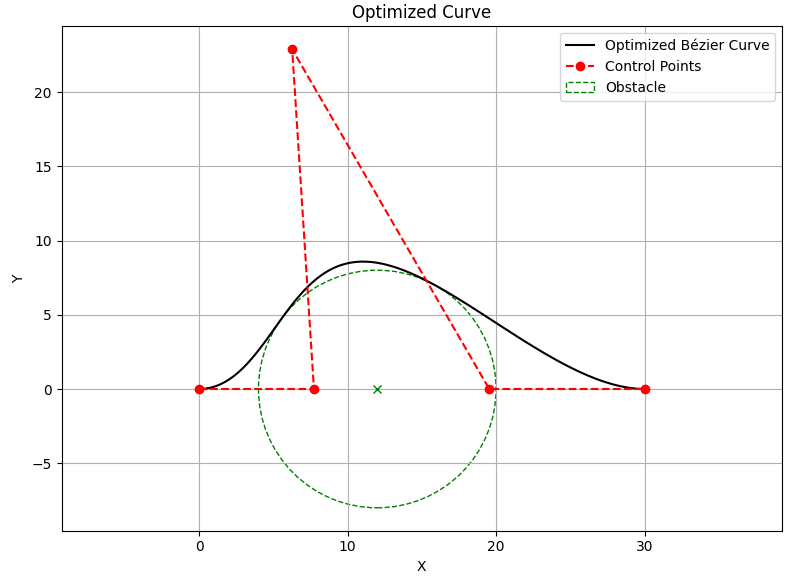 Optimized Curve
Optimized Bézier Curve
Control Points
Obstacle
Y
20
15
10
5
0
−5
0 10 20 30
X